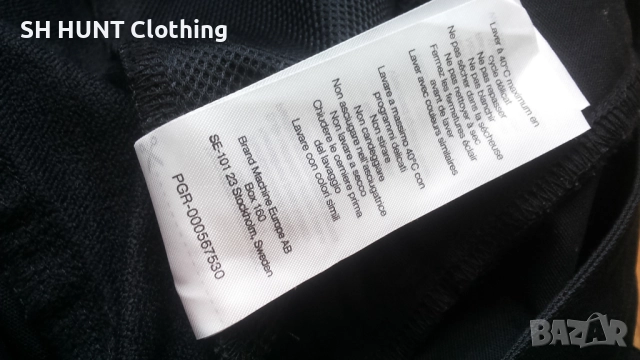 SH HUNT Clothing
Laver à 40°C maximum en
cycle délicat
Ne pas repasser
Ne pas blanchir
Ne pas sécher dans la sécheuse
Ne pas nettoyer à sec
Fermez les fermetures éclair
avant de laver
Laver avec couleurs similaires
Lavare a massimo 40°C con
programmi delicati
Non stirare
Non candeggiare
Non asciugare nell'asciugatrice
Non lavare a secco
Chiudere le cerniere prima
del lavaggio
Lavare con colori simili
Brand Machine Europe AB
Box 160
SE-101 23 Stockholm, Sweden
PGR-000567530
BAZAR